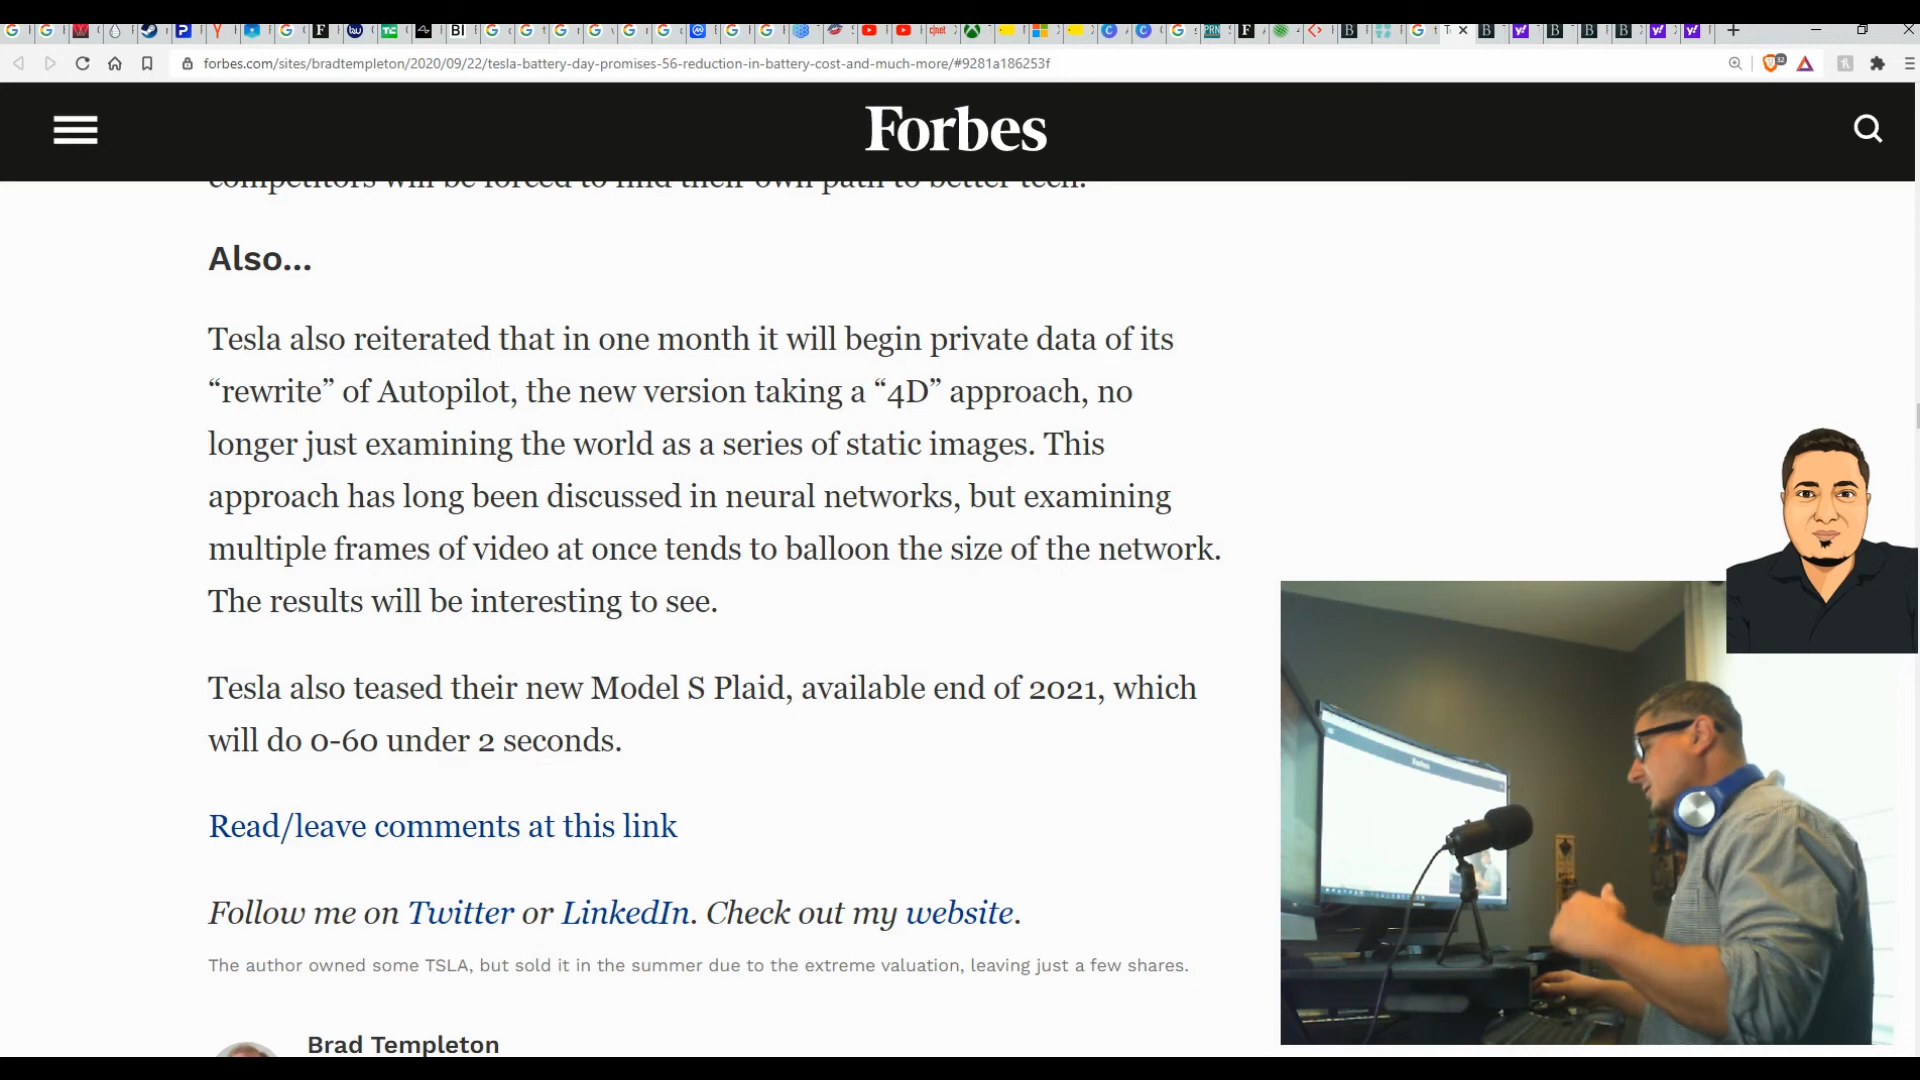 forbes.com/sites/bradtempleton/2020/09/22/tesla-battery-day-promises-56-reduction-in-battery-cost-and-much-more/#9281a186253f
Forbes
competitors will be forced to find their own path to better tech.
Also...
Tesla also reiterated that in one month it will begin private data of its
“rewrite” of Autopilot, the new version taking a “4D” approach, no
longer just examining the world as a series of static images. This
approach has long been discussed in neural networks, but examining
multiple frames of video at once tends to balloon the size of the network.
The results will be interesting to see.
Tesla also teased their new Model S Plaid, available end of 2021, which
will do 0-60 under 2 seconds.
Read/leave comments at this link
Follow me on Twitter or LinkedIn. Check out my website.
The author owned some TSLA, but sold it in the summer due to the extreme valuation, leaving just a few shares.
Brad Templeton